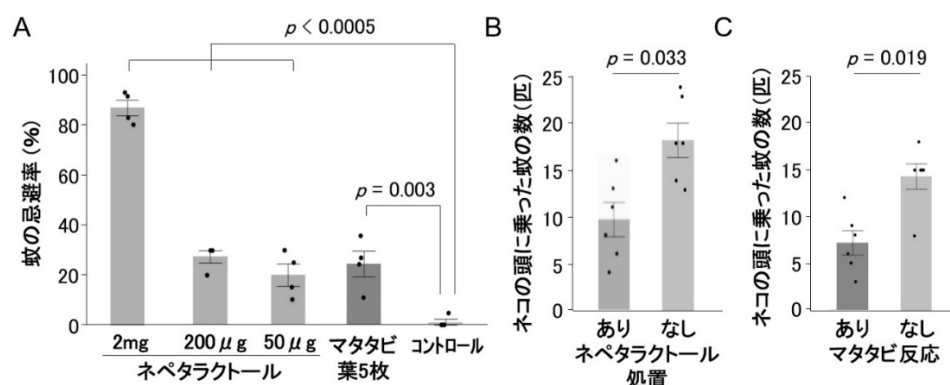 A
p < 0.0005
蚊の忌避率 (%)
100
80
60
40
20
0
p = 0.003
2mg 200μg 50μg マタタビ コントロール
ネペタラクトール 葉5枚
B
p = 0.033
ネコの頭に乗った蚊の数(匹)
25
20
15
10
5
0
あり なし
ネペタラクトール
処置
C
p = 0.019
ネコの頭に乗った蚊の数(匹)
25
20
15
10
5
0
あり なし
マタタビ反応